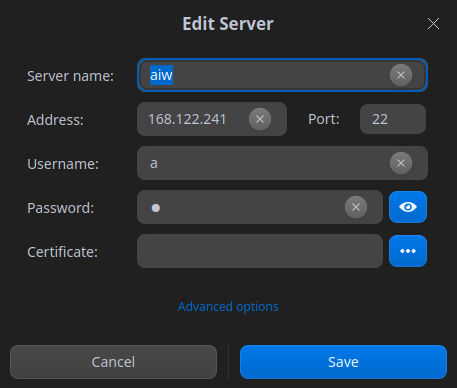 Edit Server
Server name: aiw
Address: 168.122.241 Port: 22
Username: a
Password: ●
Certificate:
Advanced options
Cancel Save